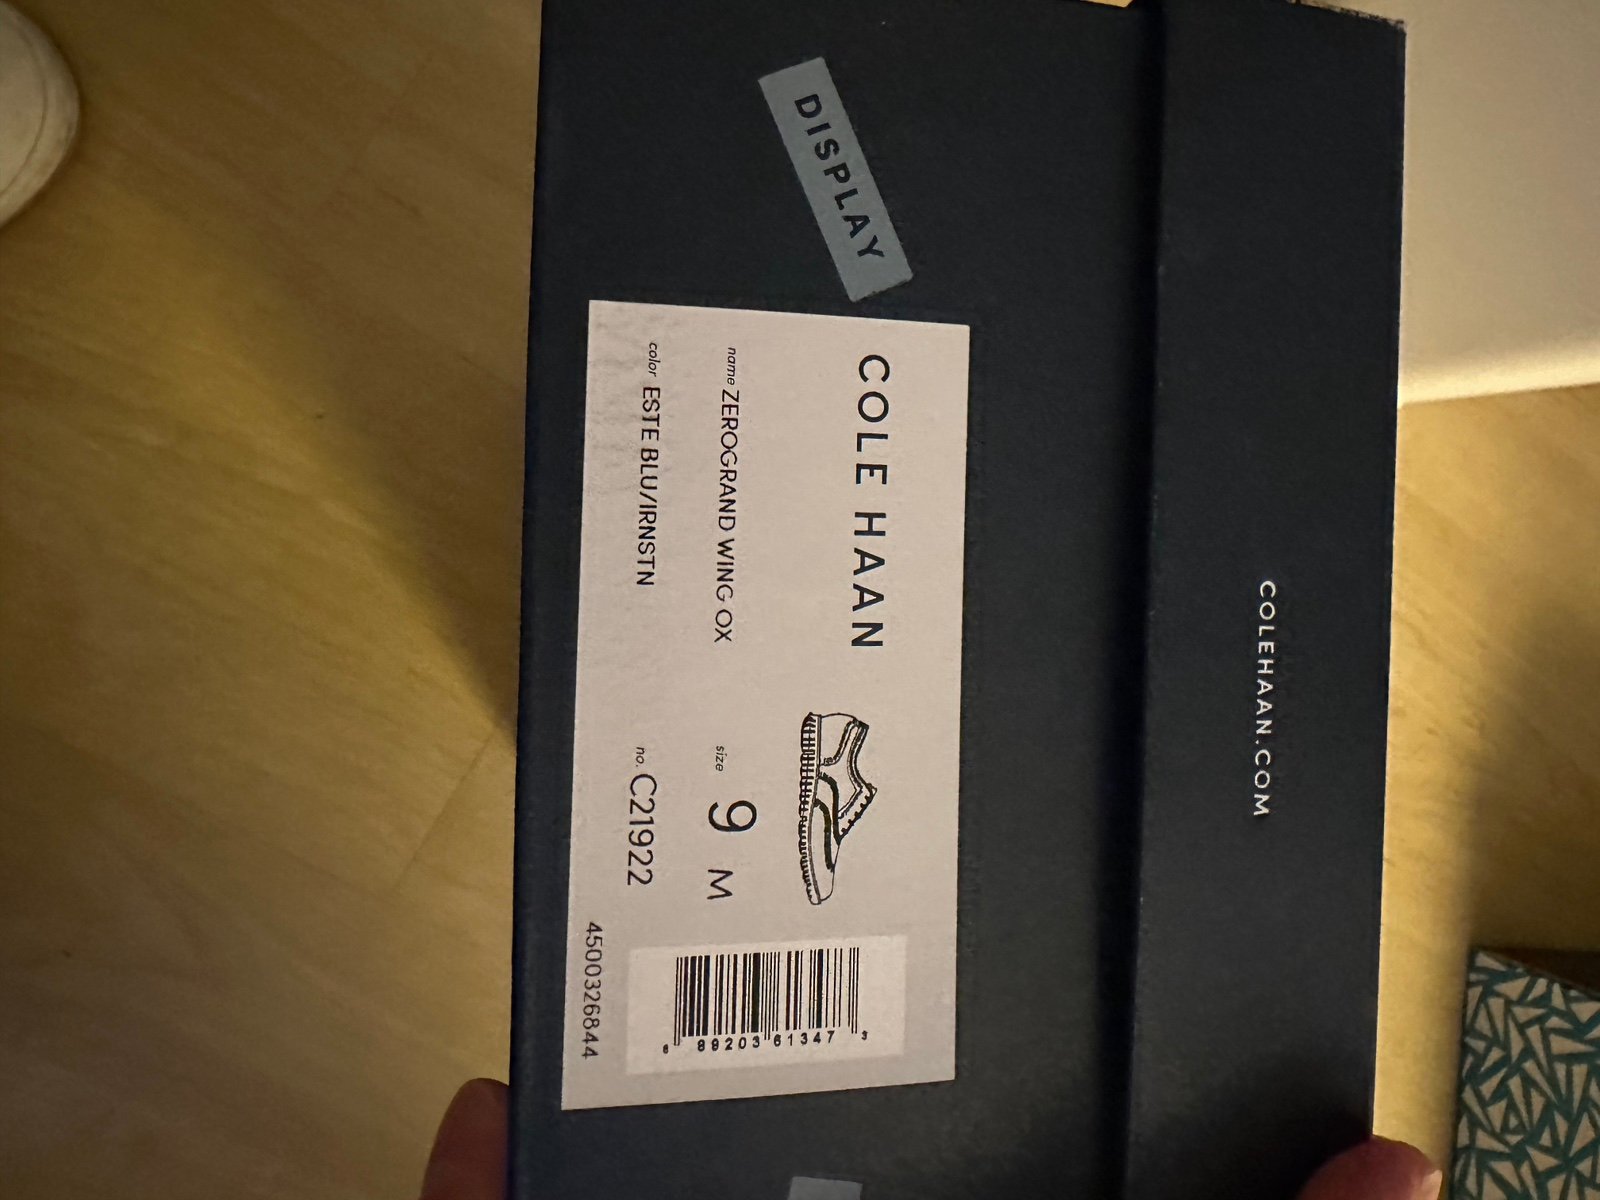 DISPLAY
COLEHAAN.COM
COLE HAAN
name ZEROGRAND WING OX
size 9 M
color ESTE BLU/IRNSTN
no. C21922
4500326844
6 89203 61347 3